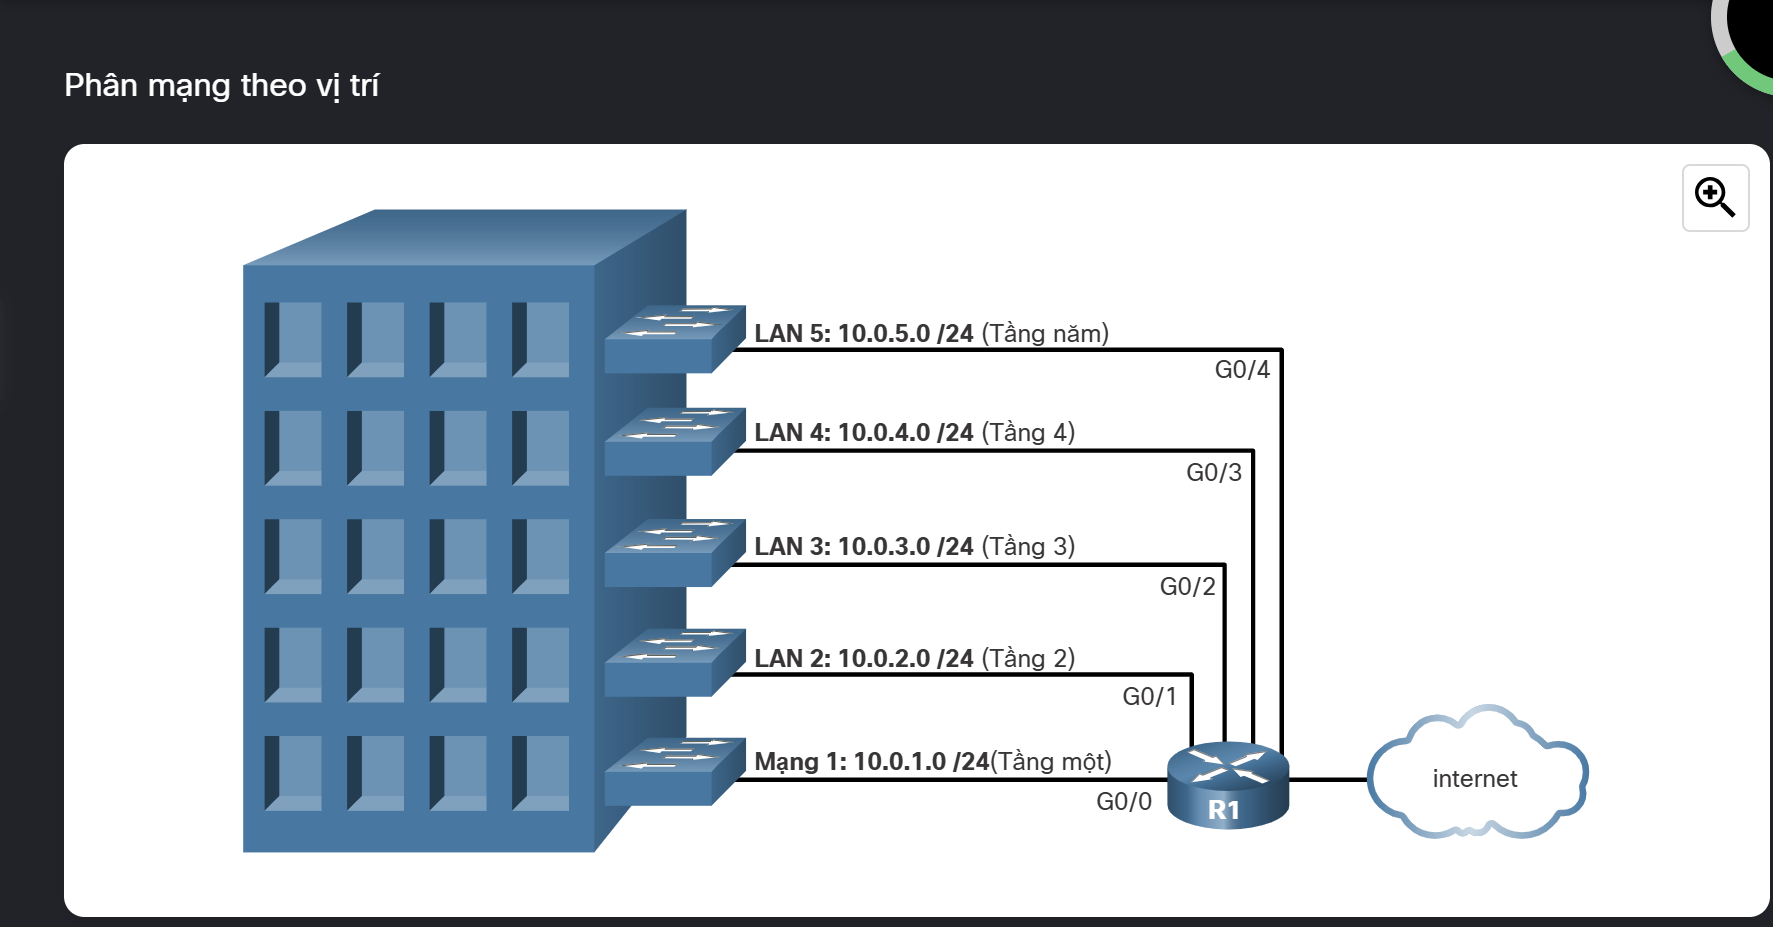 Phân mạng theo vị trí
LAN 5: 10.0.5.0 /24 (Tầng năm)
G0/4
LAN 4: 10.0.4.0 /24 (Tầng 4)
G0/3
LAN 3: 10.0.3.0 /24 (Tầng 3)
G0/2
LAN 2: 10.0.2.0 /24 (Tầng 2)
G0/1
Mạng 1: 10.0.1.0 /24(Tầng một)
G0/0
R1
internet